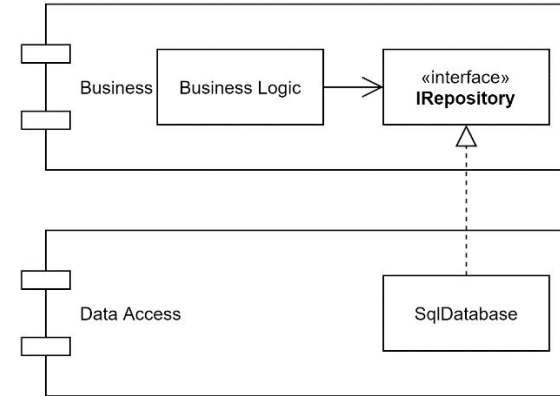 Business
Business Logic
«interface»
IRepository
Data Access
SqlDatabase